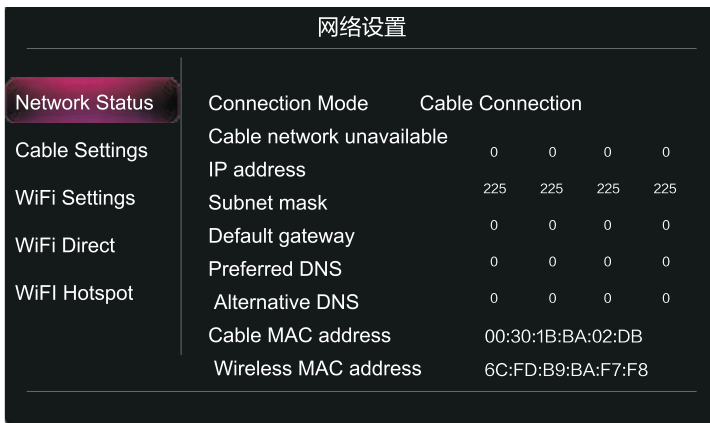 网络设置
Network Status
Cable Settings
WiFi Settings
WiFi Direct
WiFI Hotspot
Connection Mode Cable Connection
Cable network unavailable
IP address 0 0 0 0
Subnet mask 225 225 225 225
Default gateway 0 0 0 0
Preferred DNS 0 0 0 0
Alternative DNS 0 0 0 0
Cable MAC address 00:30:1B:BA:02:DB
Wireless MAC address 6C:FD:B9:BA:F7:F8